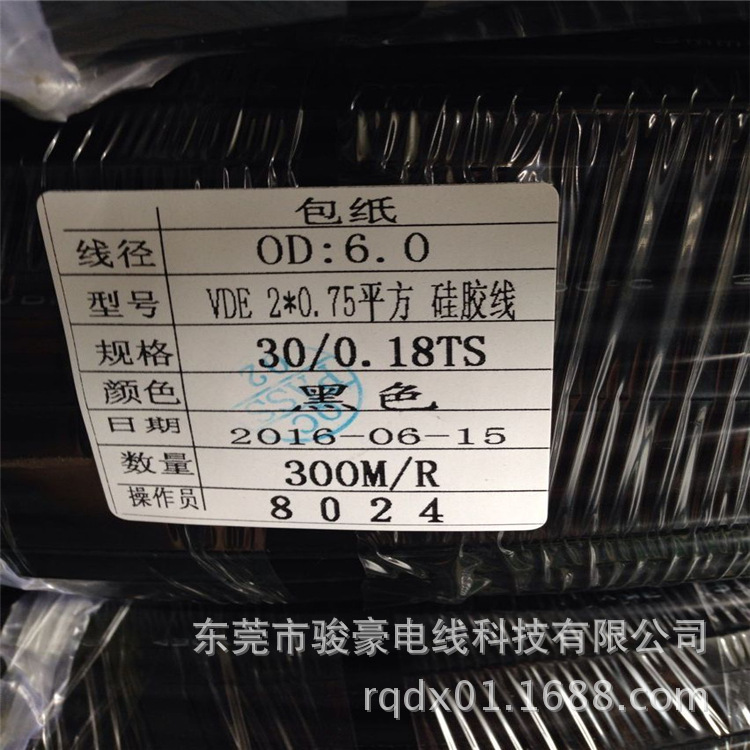 包纸
线径 OD:6.0
型号 VDE 2*0.75平方 硅胶线
规格 30/0.18TS
颜色 黑色
日期 2016-06-15
数量 300M/R
操作员 8024
东莞市骏豪电线科技有限公司
rqdx01.1688.com